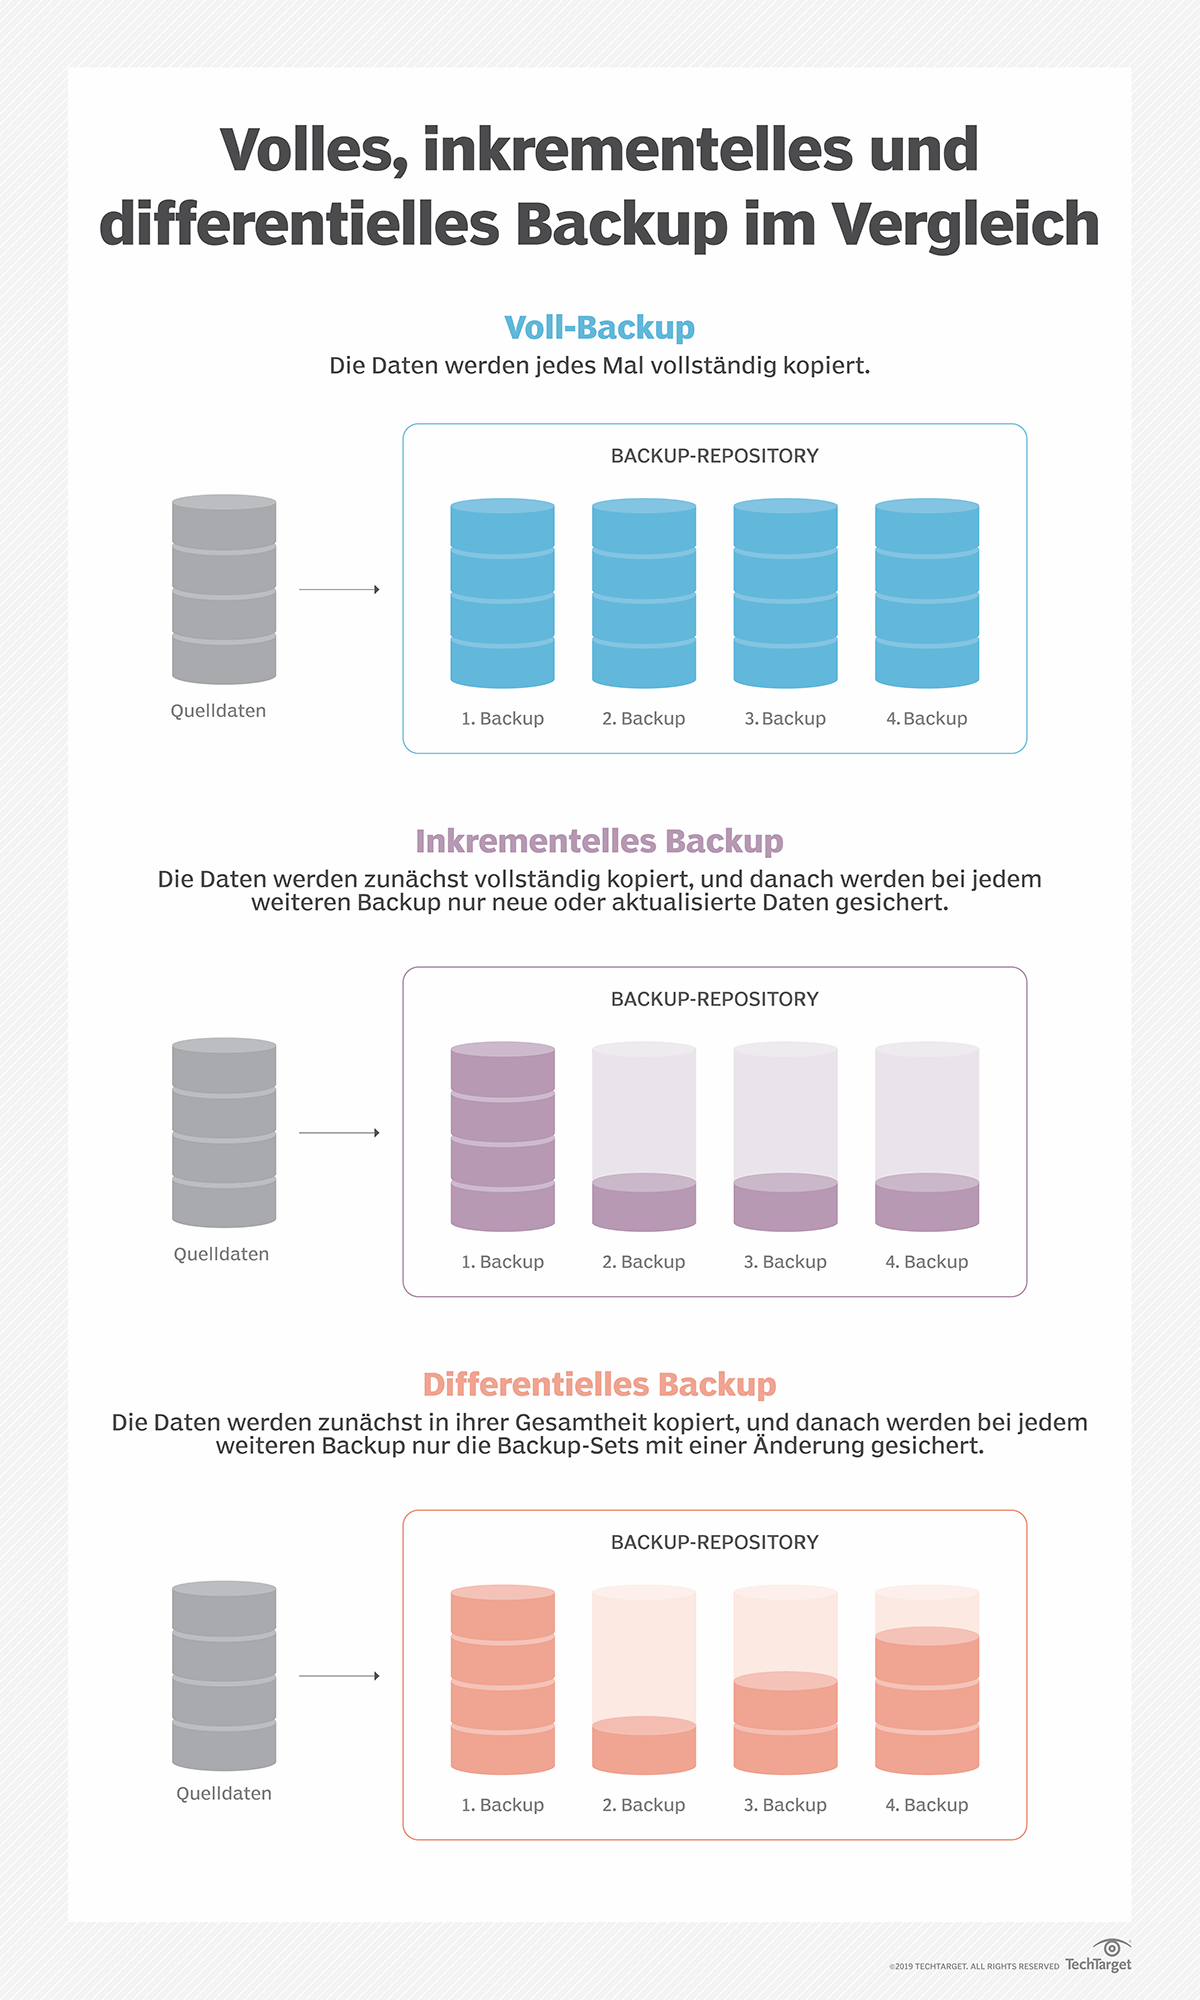 Volles, inkrementelles und
differentielles Backup im Vergleich
Voll-Backup
Die Daten werden jedes Mal vollständig kopiert.
BACKUP-REPOSITORY
Quelldaten
1. Backup
2. Backup
3. Backup
4. Backup
Inkrementelles Backup
Die Daten werden zunächst vollständig kopiert, und danach werden bei jedem
weiteren Backup nur neue oder aktualisierte Daten gesichert.
BACKUP-REPOSITORY
Quelldaten
1. Backup
2. Backup
3. Backup
4. Backup
Differentielles Backup
Die Daten werden zunächst in ihrer Gesamtheit kopiert, und danach werden bei jedem
weiteren Backup nur die Backup-Sets mit einer Änderung gesichert.
BACKUP-REPOSITORY
Quelldaten
1. Backup
2. Backup
3. Backup
4. Backup
©2019 TECHTARGET. ALL RIGHTS RESERVED TechTarget